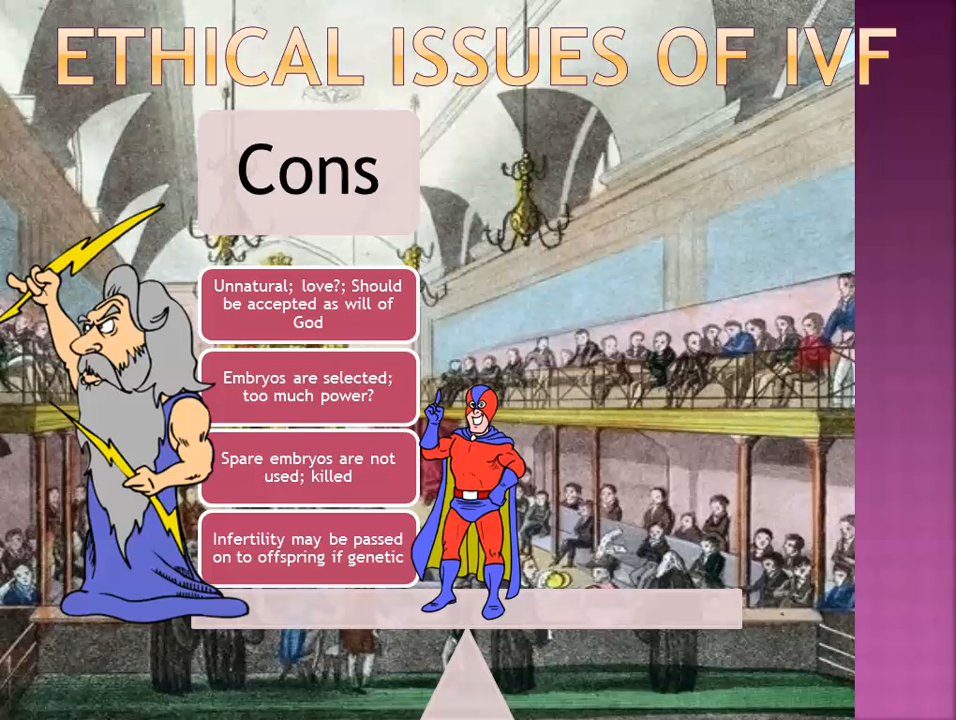 ETHICAL ISSUES OF IVF
Cons
Unnatural; love?; Should
be accepted as will of
God
Embryos are selected;
too much power?
Spare embryos are not
used; killed
Infertility may be passed
on to offspring if genetic